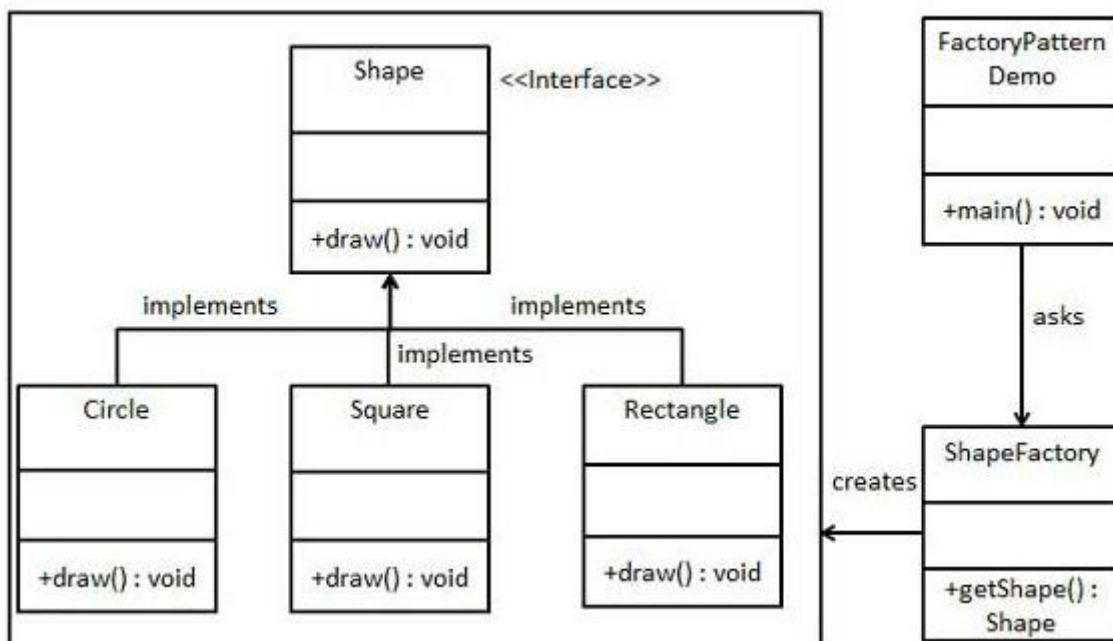 Shape
<<Interface>>
+draw() : void
implements
implements
implements
Circle
+draw() : void
Square
+draw() : void
Rectangle
+draw() : void
FactoryPattern
Demo
+main() : void
asks
ShapeFactory
creates
+getShape() :
Shape